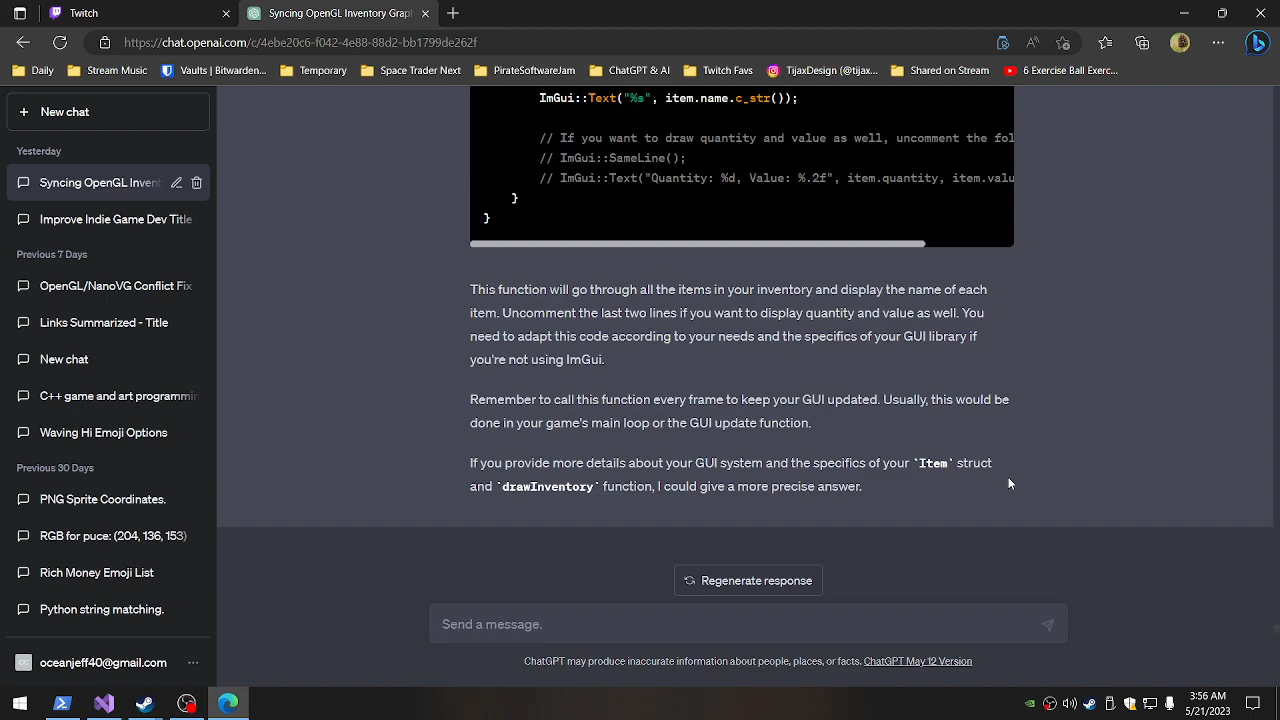 Twitch
Syncing OpenGL Inventory Grap
https://chat.openai.com/c/4ebe20e6-f042-4e88-88d2-bb1799de262f
Daily
Stream Music
Vaults | Bitwarden...
Temporary
Space Trader Next
PirateSoftwareJam
ChatGPT & AI
Twitch Favs
TijaxDesign (@tijax...
Shared on Stream
6 Exercise Ball Exerc...
New chat
Yesterday
Syncing OpenGL Invent
Improve Indie Game Dev Title
Previous 7 Days
OpenGL/NanoVG Conflict Fix
Links Summarized - Title
New chat
C++ game and art programmin
Waving Hi Emoji Options
Previous 30 Days
PNG Sprite Coordinates.
RGB for puce: (204, 136, 153)
Rich Money Emoji List
Python string matching.
oceanjeff40@gmail.com
ImGui::Text("%s", item.name.c_str());
// If you want to draw quantity and value as well, uncomment the fol
// ImGui::SameLine();
// ImGui::Text("Quantity: %d, Value: %.2f", item.quantity, item.valu
}
}
This function will go through all the items in your inventory and display the name of each
item. Uncomment the last two lines if you want to display quantity and value as well. You
need to adapt this code according to your needs and the specifics of your GUI library if
you're not using ImGui.
Remember to call this function every frame to keep your GUI updated. Usually, this would be
done in your game's main loop or the GUI update function.
If you provide more details about your GUI system and the specifics of your `Item` struct
and `drawInventory` function, I could give a more precise answer.
Regenerate response
Send a message.
ChatGPT may produce inaccurate information about people, places, or facts. ChatGPT May 12 Version
3:56 AM
5/21/2023